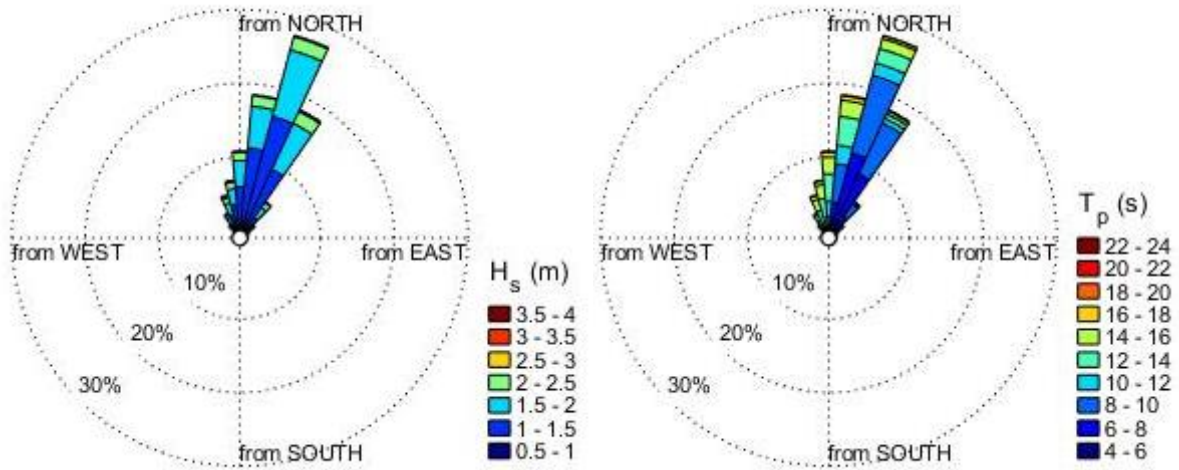 from NORTH
from WEST
from EAST
10%
20%
30%
from SOUTH
H_s (m)
3.5 - 4
3 - 3.5
2.5 - 3
2 - 2.5
1.5 - 2
1 - 1.5
0.5 - 1
from NORTH
from WEST
from EAST
10%
20%
30%
from SOUTH
T_p (s)
22 - 24
20 - 22
18 - 20
16 - 18
14 - 16
12 - 14
10 - 12
8 - 10
6 - 8
4 - 6